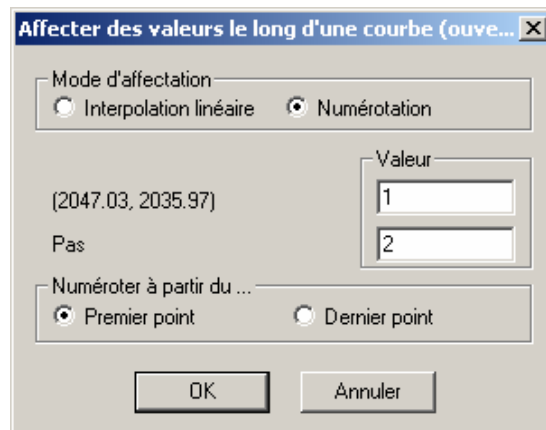 Affecter des valeurs le long d'une courbe (ouve...
Mode d'affectation
Interpolation linéaire
Numérotation
Valeur
(2047.03, 2035.97)
1
Pas
2
Numéroter à partir du ...
Premier point
Dernier point
OK
Annuler